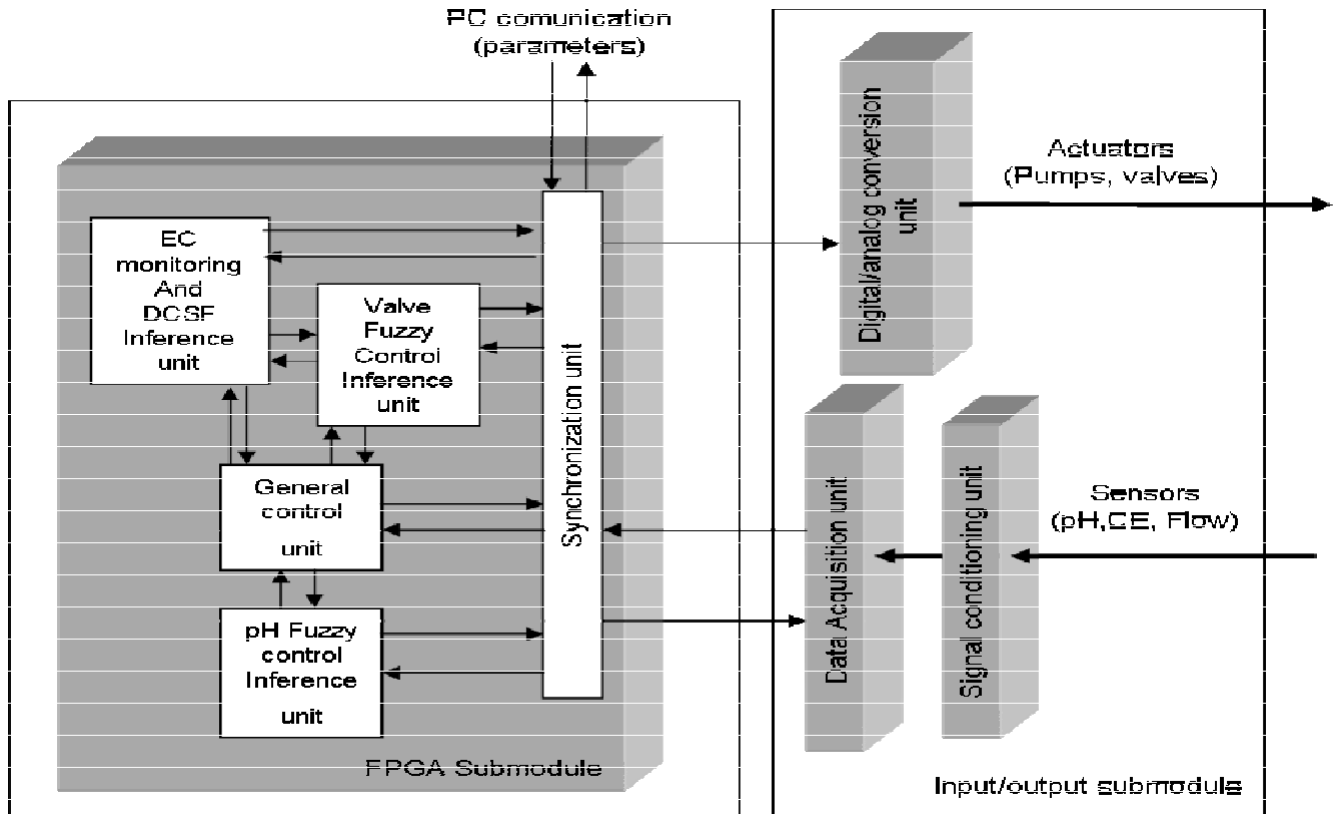 PC comunication
(parameters)
EC
monitoring
And
DCSF
Inference
unit
Valve
Fuzzy
Control
Inference
unit
General
control
unit
pH Fuzzy
control
Inference
unit
Synchronization unit
FPGA Submodule
Digital/analog conversion
unit
Actuators
(Pumps, valves)
Data Acquisition unit
Signall conditioning unit
Sensors
(pH,CE, Flow)
Input/output submodule